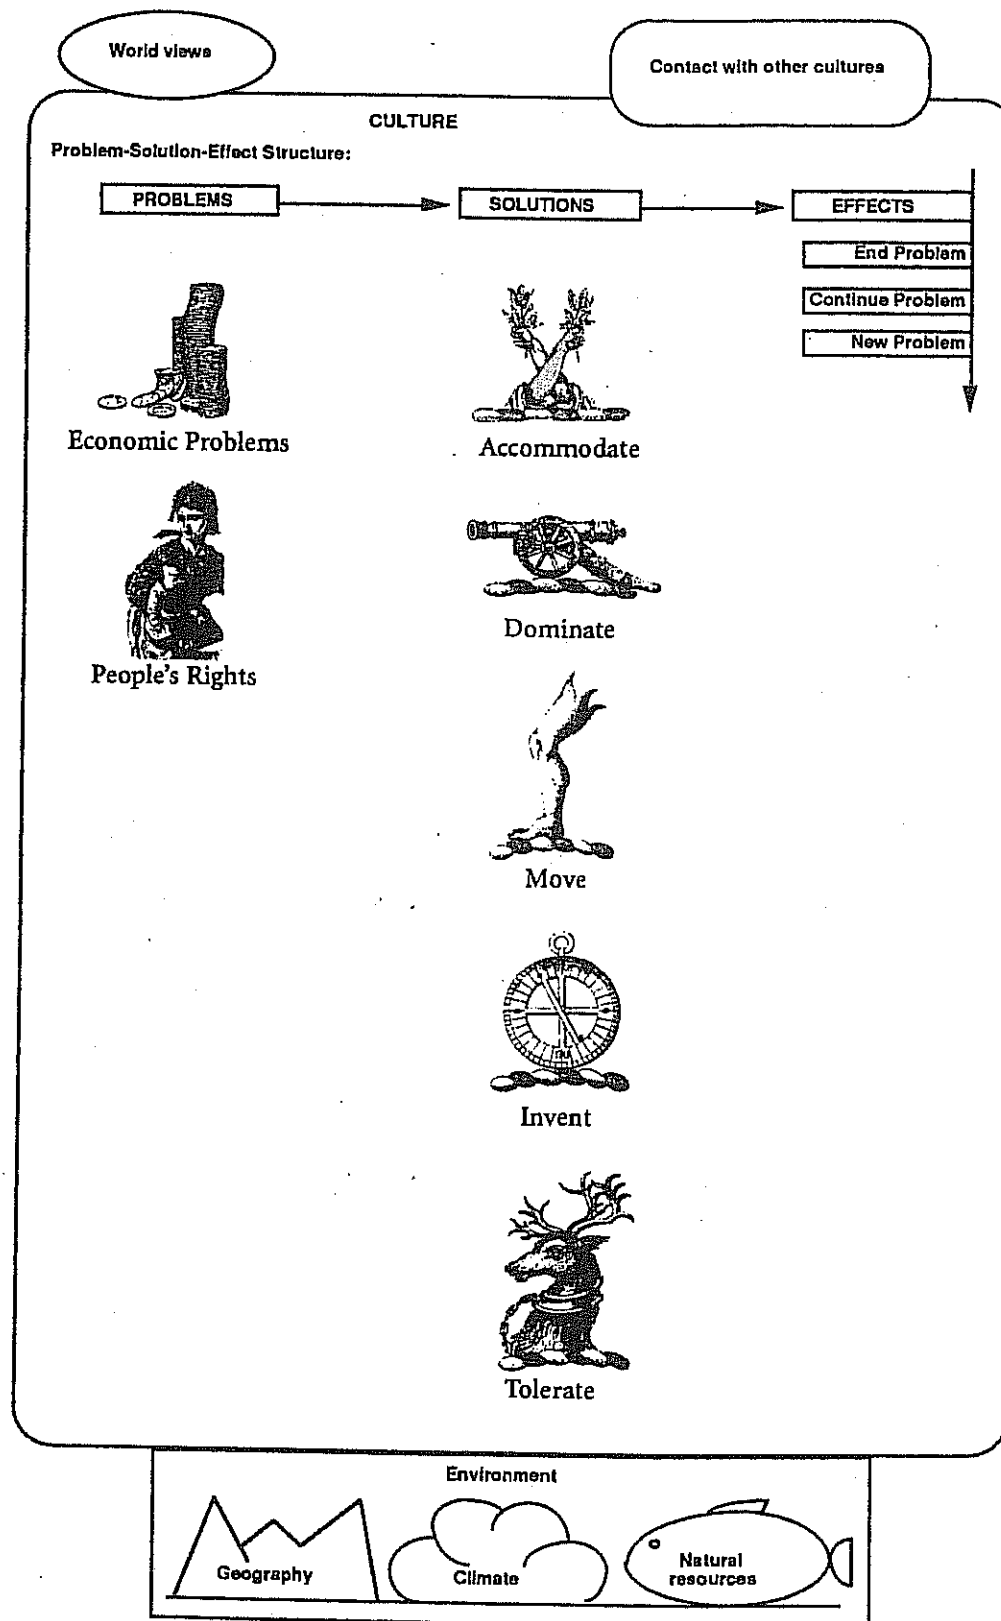 World views
Contact with other cultures
CULTURE
Problem-Solution-Effect Structure:
PROBLEMS
SOLUTIONS
EFFECTS
End Problem
Continue Problem
New Problem
Economic Problems
Accommodate
People's Rights
Dominate
Move
Invent
Tolerate
Environment
Geography
Climate
Natural
resources